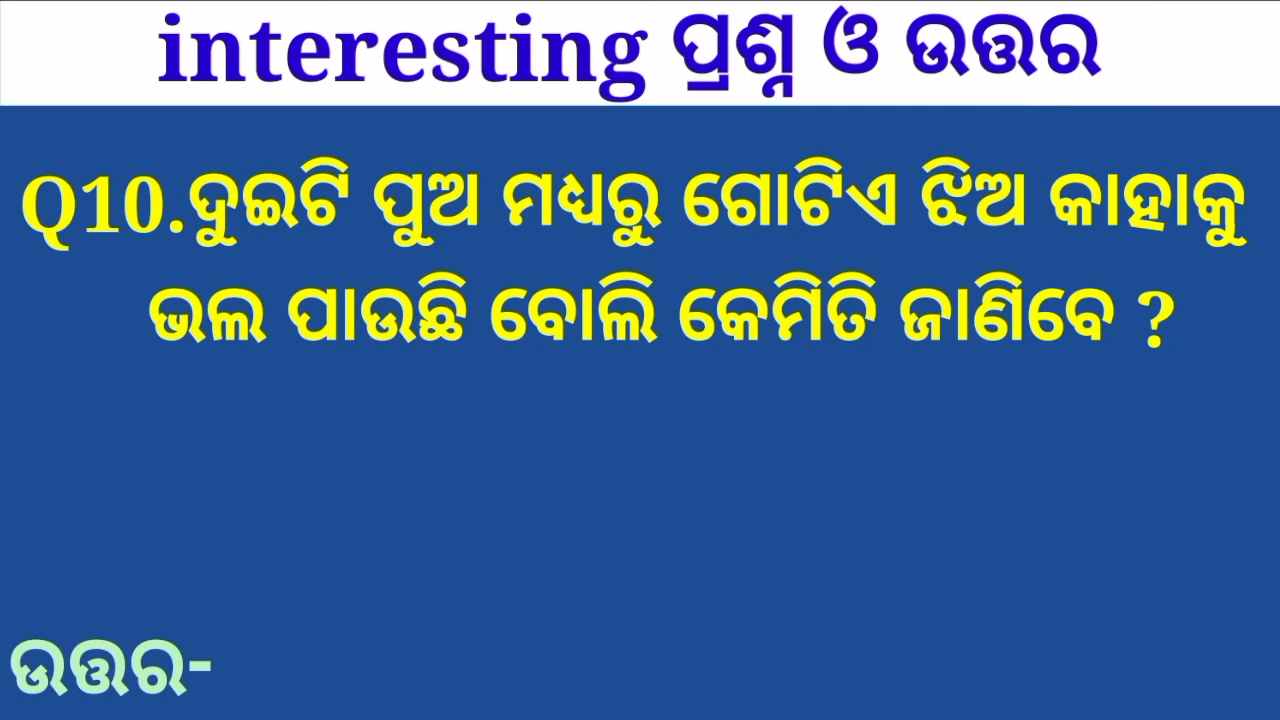 interesting ପ୍ରଶ୍ନ ଓ ଉତ୍ତର
Q10.ଦୁଇଟି ପୁଅ ମଧ୍ୟରୁ ଗୋଟିଏ ଝିଅ କାହାକୁ
ଭଲ ପାଉଛି ବୋଲି କେମିତି ଜାଣିବେ ?
ଉତ୍ତର-